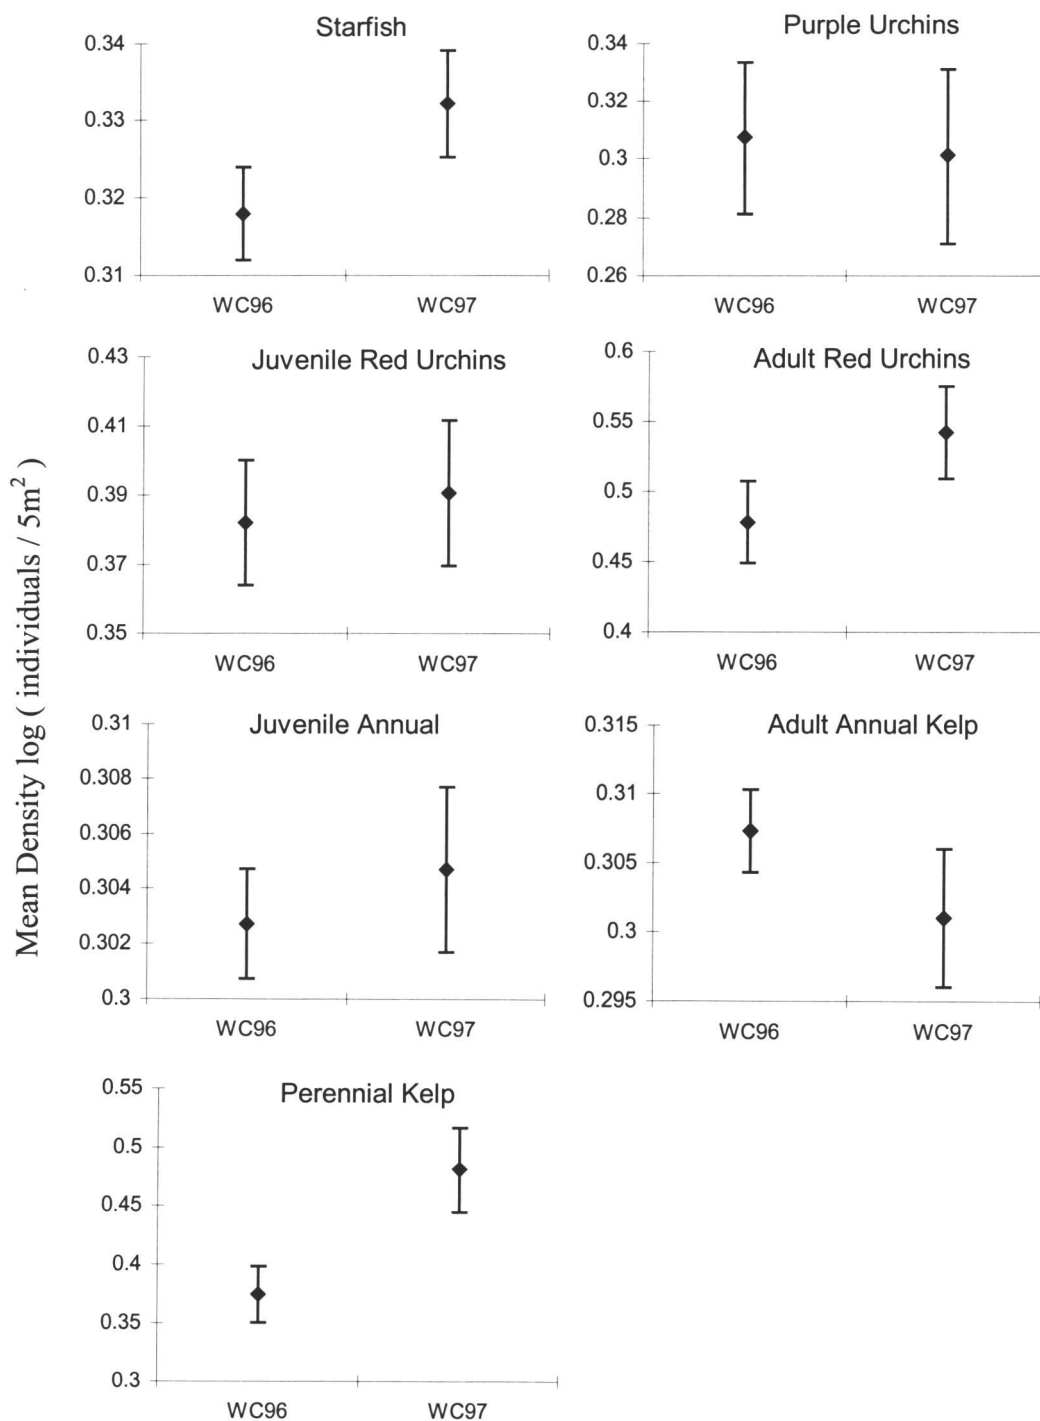 Mean Density log ( individuals / 5m² )
Starfish
0.34
0.33
0.32
0.31
WC96 WC97
Purple Urchins
0.34
0.32
0.3
0.28
0.26
WC96 WC97
Juvenile Red Urchins
0.43
0.41
0.39
0.37
0.35
WC96 WC97
Adult Red Urchins
0.6
0.55
0.5
0.45
0.4
WC96 WC97
Juvenile Annual
0.31
0.308
0.306
0.304
0.302
0.3
WC96 WC97
Adult Annual Kelp
0.315
0.31
0.305
0.3
0.295
WC96 WC97
Perennial Kelp
0.55
0.5
0.45
0.4
0.35
0.3
WC96 WC97